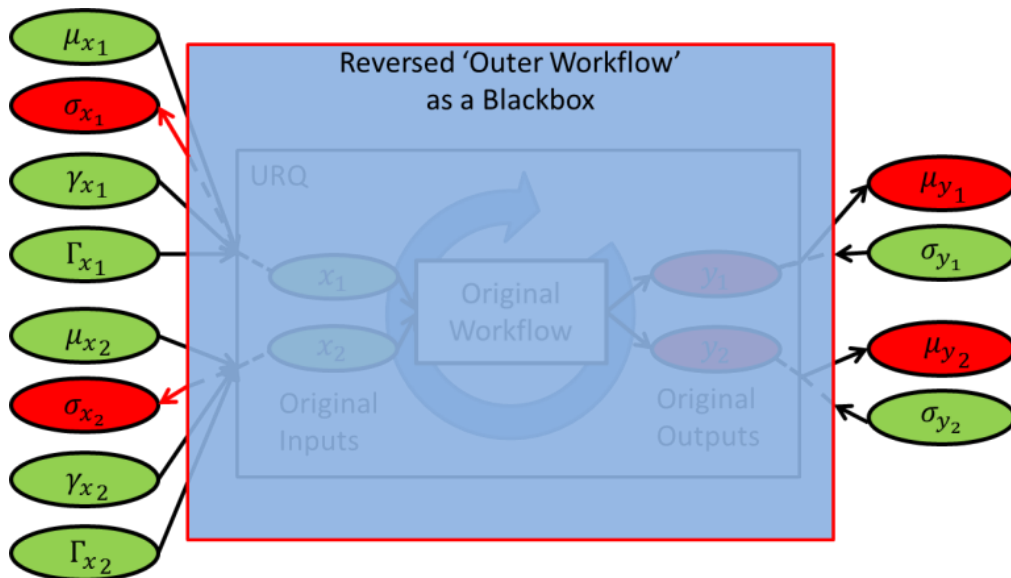 Reversed ‘Outer Workflow’
as a Blackbox
μx1
σx1
γx1
Γx1
μx2
σx2
γx2
Γx2
URQ
x1
x2
Original
Inputs
Original
Workflow
y1
y2
Original
Outputs
μy1
σy1
μy2
σy2